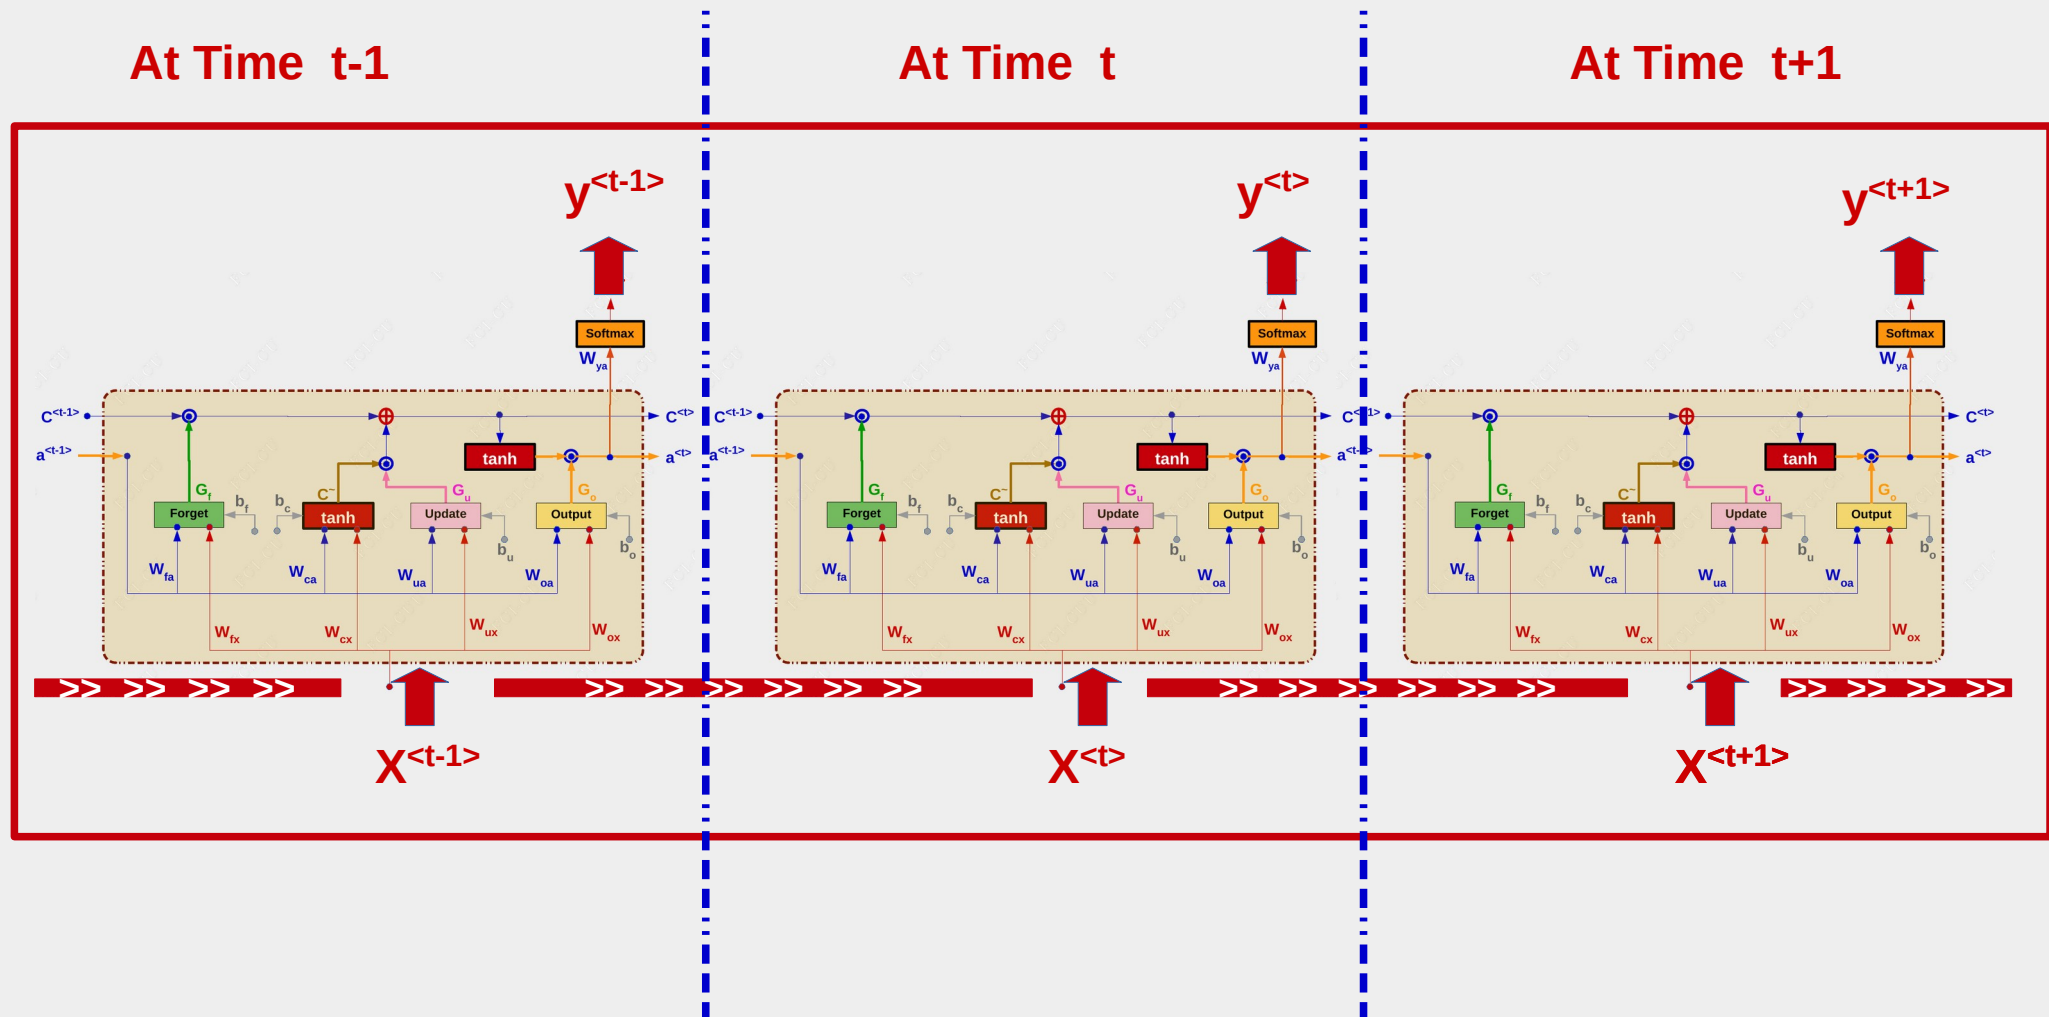 At Time t-1
At Time t
At Time t+1
y<t-1>
y<t>
y<t+1>
Softmax
Softmax
Softmax
Wya
Wya
Wya
C<t-1>
C<t>
C<t-1>
C<t>
a<t-1>
tanh
a<t>
a<t-1>
tanh
tanh
a<t>
Gf
bf
bc
C~
Gu
Go
Gf
bf
bc
C~
Gu
Go
Gf
bf
bc
C~
Gu
Go
Forget
tanh
Update
Output
Forget
tanh
Update
Output
Forget
tanh
Update
Output
bu
bo
bu
bo
bu
bo
Wfa
Wca
Wua
Woa
Wfa
Wca
Wua
Woa
Wfa
Wca
Wua
Woa
Wfx
Wcx
Wux
Wox
Wfx
Wcx
Wux
Wox
Wfx
Wcx
Wux
Wox
>> >> >> >>
>> >> >> >> >> >>
>> >> >> >> >> >>
>> >> >> >>
X<t-1>
X<t>
X<t+1>